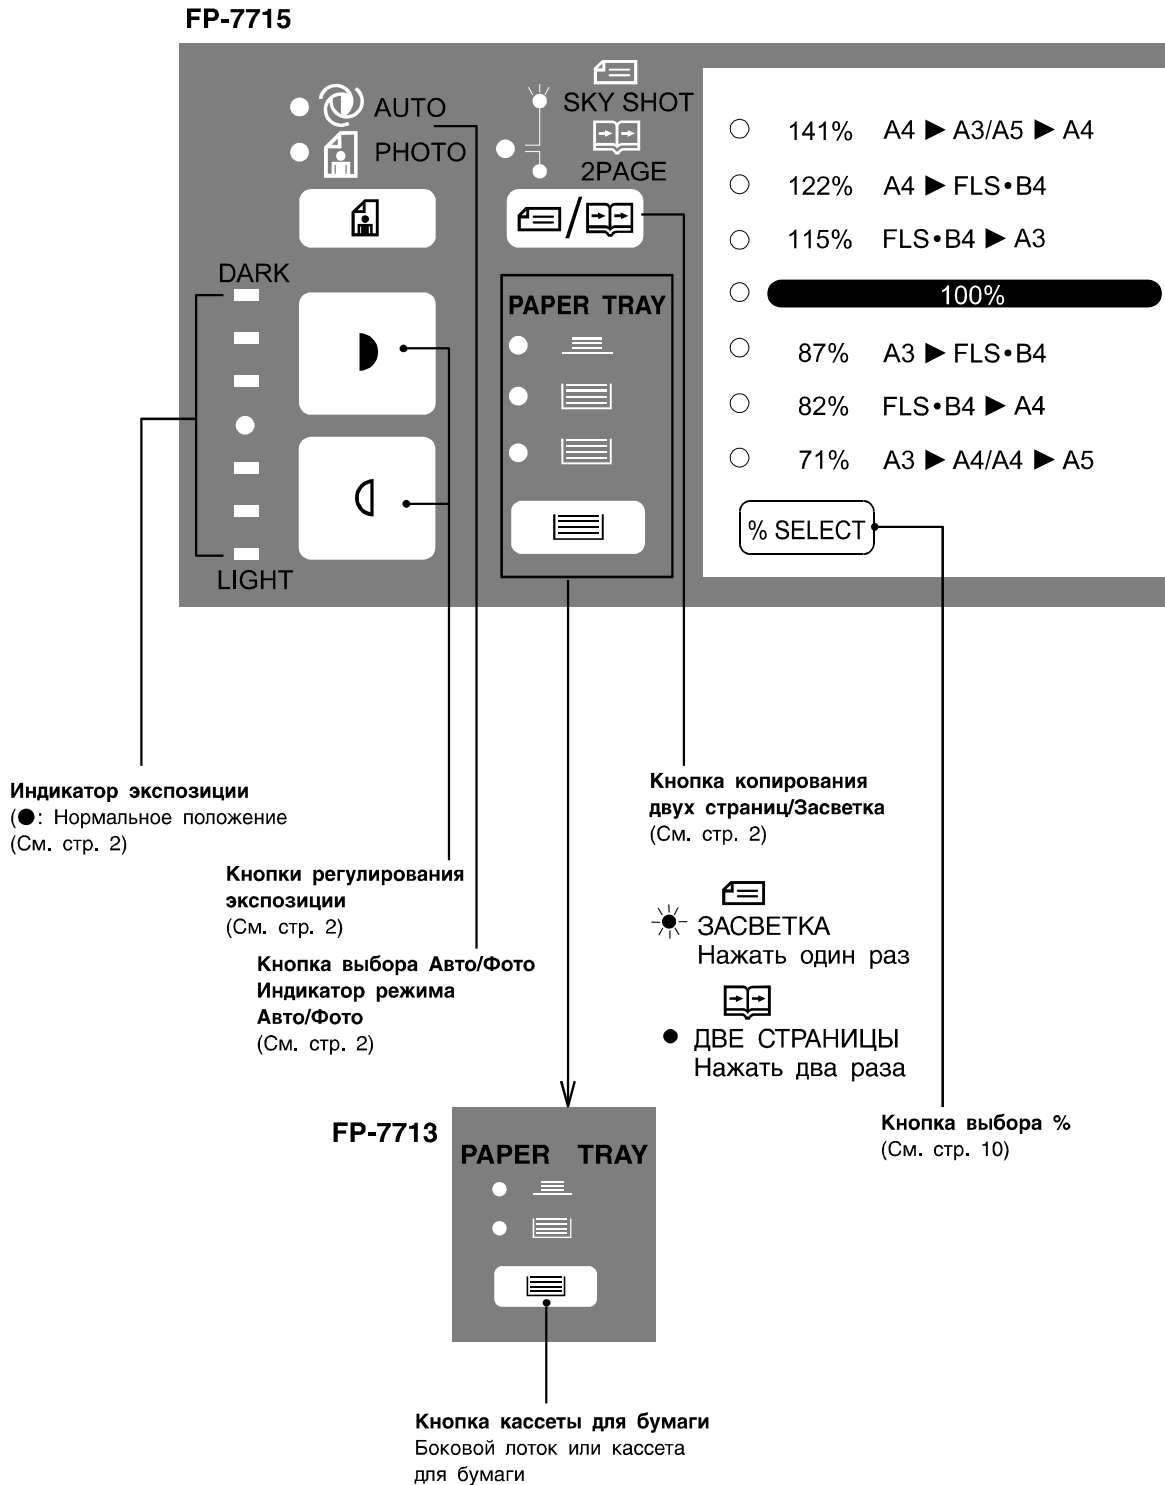 FP-7715
AUTO
PHOTO
SKY SHOT
2PAGE
DARK
LIGHT
PAPER TRAY
141% A4 ▶ A3/A5 ▶ A4
122% A4 ▶ FLS•B4
115% FLS•B4 ▶ A3
100%
87% A3 ▶ FLS•B4
82% FLS•B4 ▶ A4
71% A3 ▶ A4/A4 ▶ A5
% SELECT
Индикатор экспозиции
(●: Нормальное положение
(См. стр. 2)
Кнопки регулирования
экспозиции
(См. стр. 2)
Кнопка выбора Авто/Фото
Индикатор режима
Авто/Фото
(См. стр. 2)
Кнопка копирования
двух страниц/Засветка
(См. стр. 2)
ЗАСВЕТКА
Нажать один раз
● ДВЕ СТРАНИЦЫ
Нажать два раза
Кнопка выбора %
(См. стр. 10)
FP-7713
PAPER TRAY
Кнопка кассеты для бумаги
Боковой лоток или кассета
для бумаги